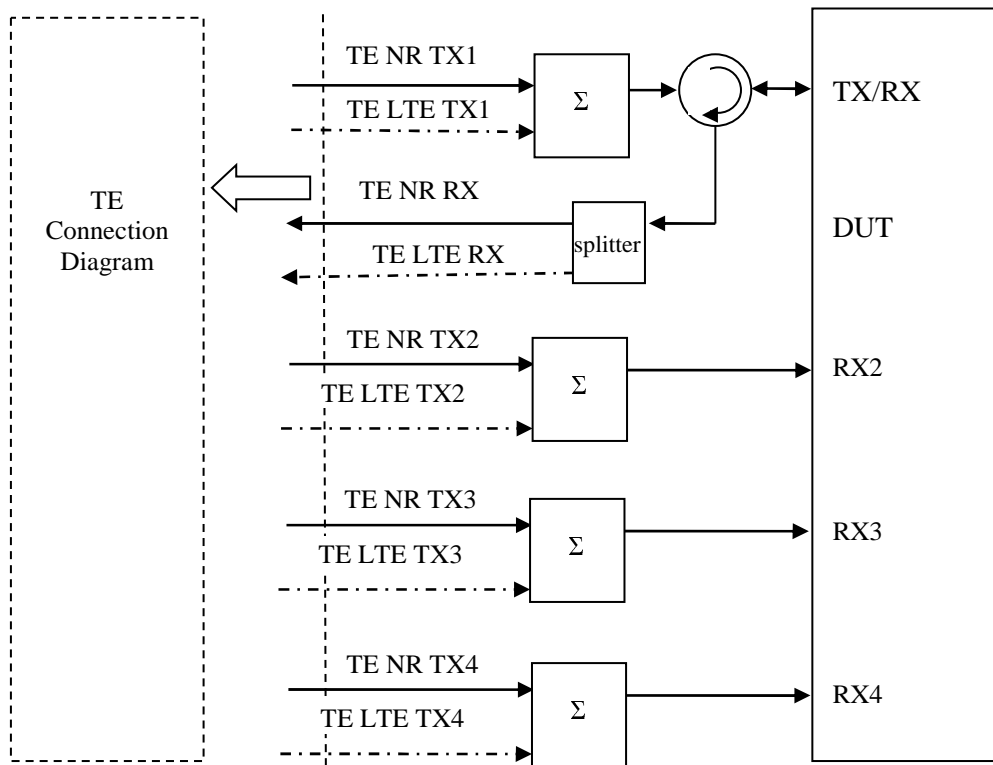 TE
Connection
Diagram
TE NR TX1
TE LTE TX1
Σ
TX/RX
TE NR RX
TE LTE RX
splitter
DUT
TE NR TX2
TE LTE TX2
Σ
RX2
TE NR TX3
TE LTE TX3
Σ
RX3
TE NR TX4
TE LTE TX4
Σ
RX4